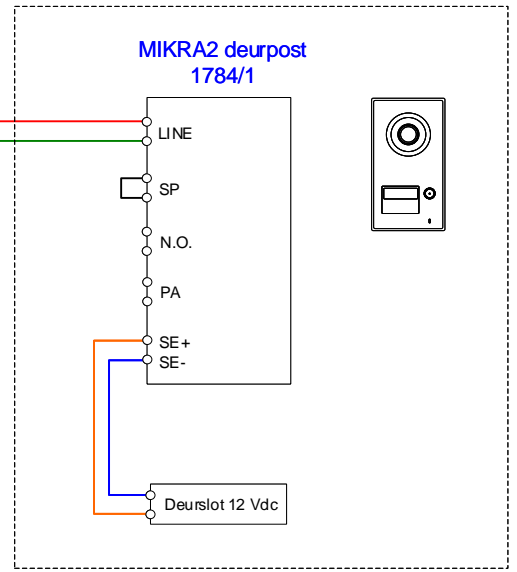 MIKRA2 deurpost
1784/1
LINE
SP
N.O.
PA
SE+
SE-
Deurslot 12 Vdc